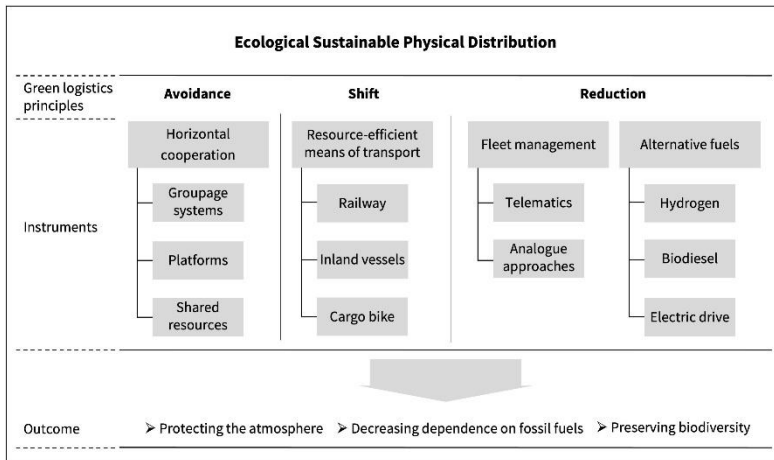 Ecological Sustainable Physical Distribution
Green logistics
principles
Avoidance
Shift
Reduction
Instruments
Horizontal
cooperation
Groupage
systems
Platforms
Shared
resources
Resource-efficient
means of transport
Railway
Inland vessels
Cargo bike
Fleet management
Telematics
Analogue
approaches
Alternative fuels
Hydrogen
Biodiesel
Electric drive
Outcome
➢ Protecting the atmosphere ➢ Decreasing dependence on fossil fuels ➢ Preserving biodiversity